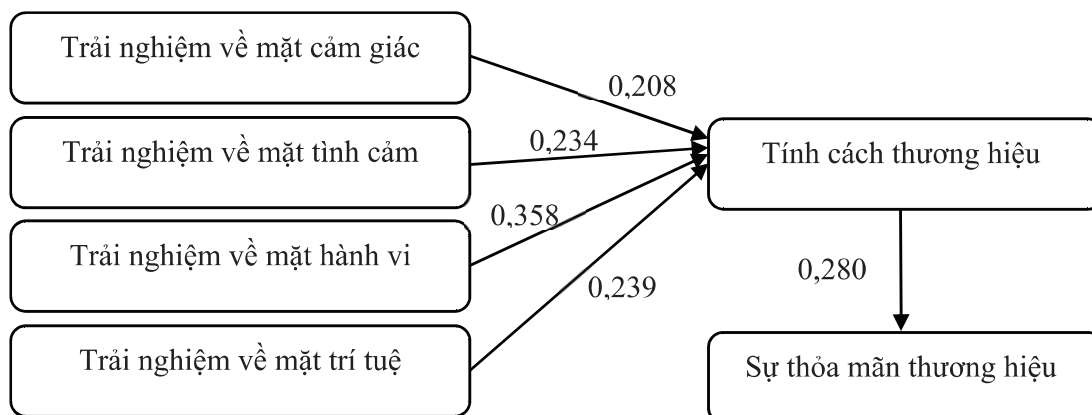 Trải nghiệm về mặt cảm giác
0,208
Trải nghiệm về mặt tình cảm
0,234
Tính cách thương hiệu
0,358
Trải nghiệm về mặt hành vi
0,280
0,239
Trải nghiệm về mặt trí tuệ
Sự thỏa mãn thương hiệu